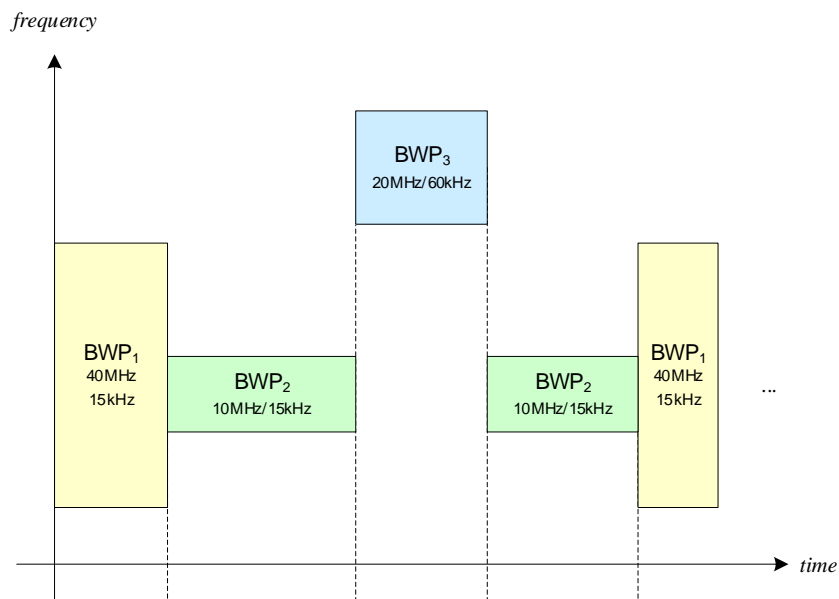 frequency
BWP₃
20MHz/60kHz
BWP₁
40MHz
15kHz
BWP₂
10MHz/15kHz
BWP₂
10MHz/15kHz
BWP₁
40MHz
15kHz
...
time